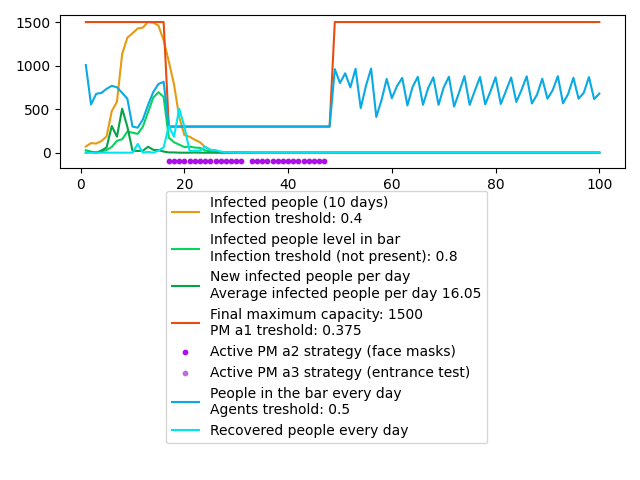 1500
1000
500
0
0 20 40 60 80 100
Infected people (10 days)
Infection treshold: 0.4
Infected people level in bar
Infection treshold (not present): 0.8
New infected people per day
Average infected people per day 16.05
Final maximum capacity: 1500
PM a1 treshold: 0.375
Active PM a2 strategy (face masks)
Active PM a3 strategy (entrance test)
People in the bar every day
Agents treshold: 0.5
Recovered people every day